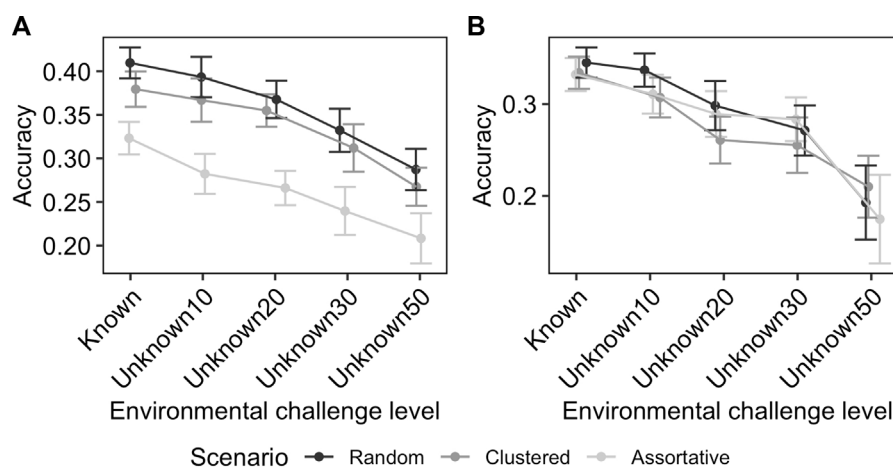 A
B
Accuracy
0.40
0.35
0.30
0.25
0.20
Known
Unknown10
Unknown20
Unknown30
Unknown50
Environmental challenge level
Accuracy
0.3
0.2
Known
Unknown10
Unknown20
Unknown30
Unknown50
Environmental challenge level
Scenario Random Clustered Assortative